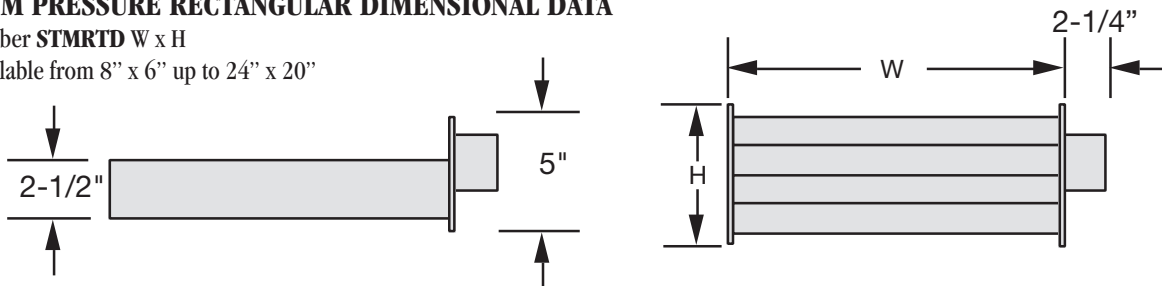 M PRESSURE RECTANGULAR DIMENSIONAL DATA
ber STMRTD W x H
lable from 8” x 6” up to 24” x 20”
2-1/4”
W
5"
2-1/2"
H